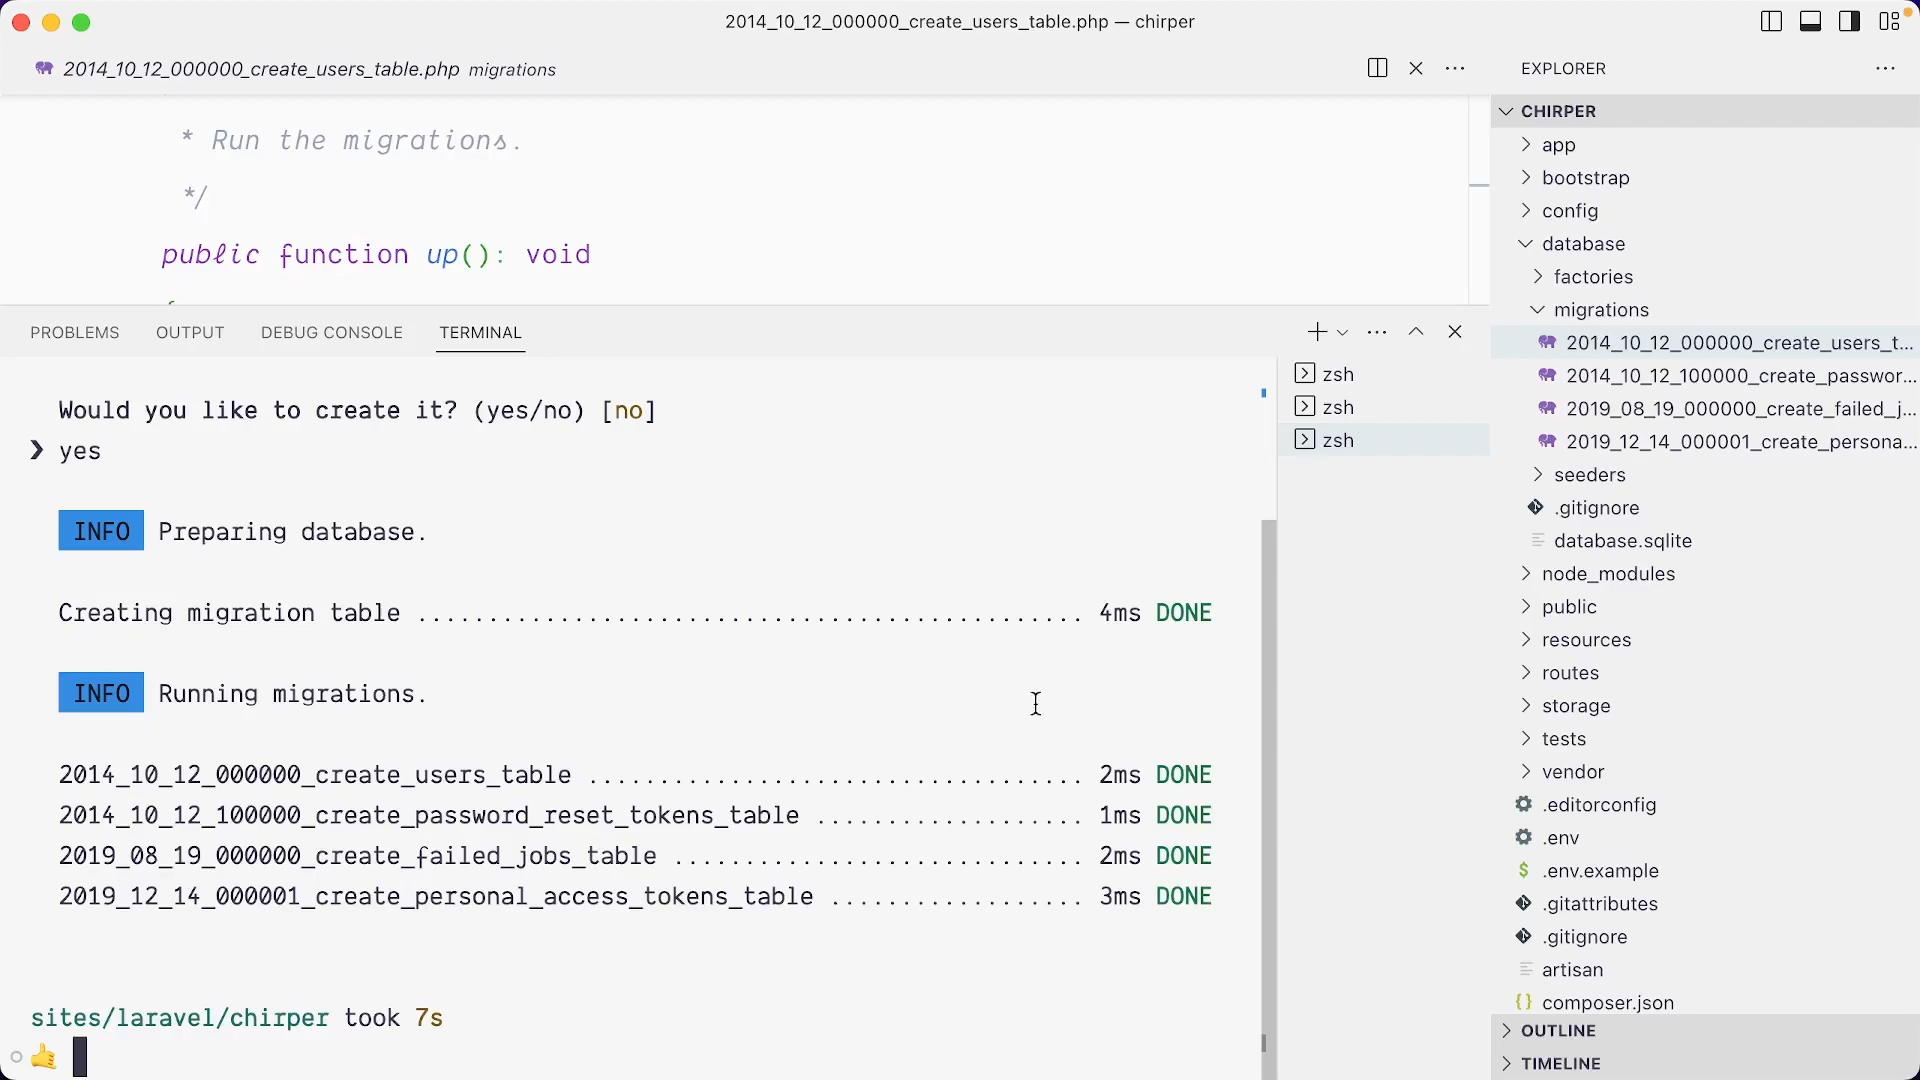 2014_10_12_000000_create_users_table.php — chirper
2014_10_12_000000_create_users_table.php migrations
* Run the migrations.
*/
public function up(): void
{
PROBLEMS OUTPUT DEBUG CONSOLE TERMINAL
Would you like to create it? (yes/no) [no]
❯ yes
INFO Preparing database.
Creating migration table ............................................... 4ms DONE
INFO Running migrations.
2014_10_12_000000_create_users_table ................................... 2ms DONE
2014_10_12_100000_create_password_reset_tokens_table ................... 1ms DONE
2019_08_19_000000_create_failed_jobs_table ............................. 2ms DONE
2019_12_14_000001_create_personal_access_tokens_table .................. 3ms DONE
sites/laravel/chirper took 7s
zsh
zsh
zsh
EXPLORER
CHIRPER
app
bootstrap
config
database
factories
migrations
2014_10_12_000000_create_users_t...
2014_10_12_100000_create_passwor...
2019_08_19_000000_create_failed_j...
2019_12_14_000001_create_persona...
seeders
.gitignore
database.sqlite
node_modules
public
resources
routes
storage
tests
vendor
.editorconfig
.env
$ .env.example
.gitattributes
.gitignore
artisan
{} composer.json
OUTLINE
TIMELINE